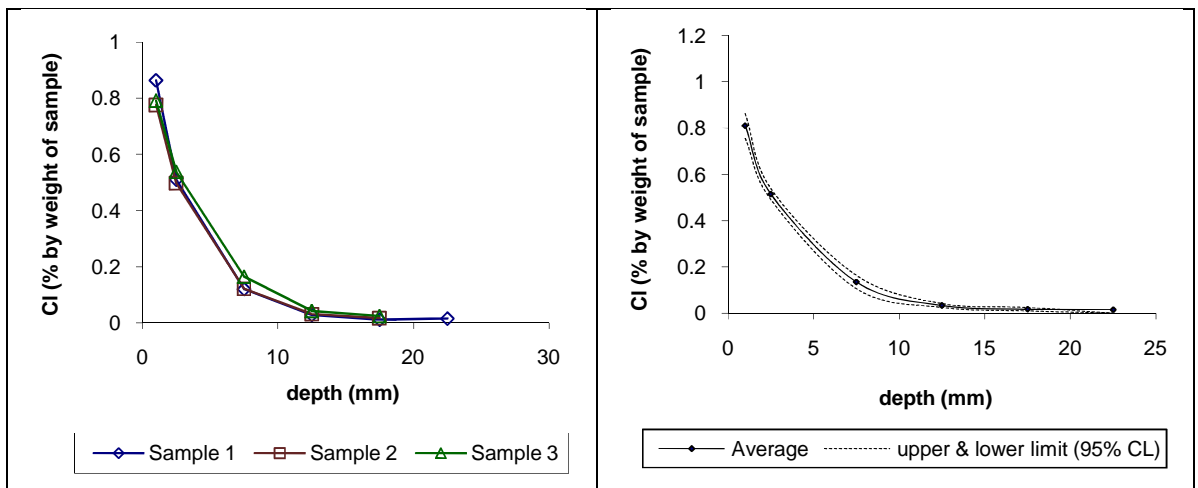 Cl (% by weight of sample)
1
0.8
0.6
0.4
0.2
0
0 10 20 30
depth (mm)
Sample 1 Sample 2 Sample 3
Cl (% by weight of sample)
1.2
1
0.8
0.6
0.4
0.2
0
0 5 10 15 20 25
depth (mm)
Average upper & lower limit (95% CL)